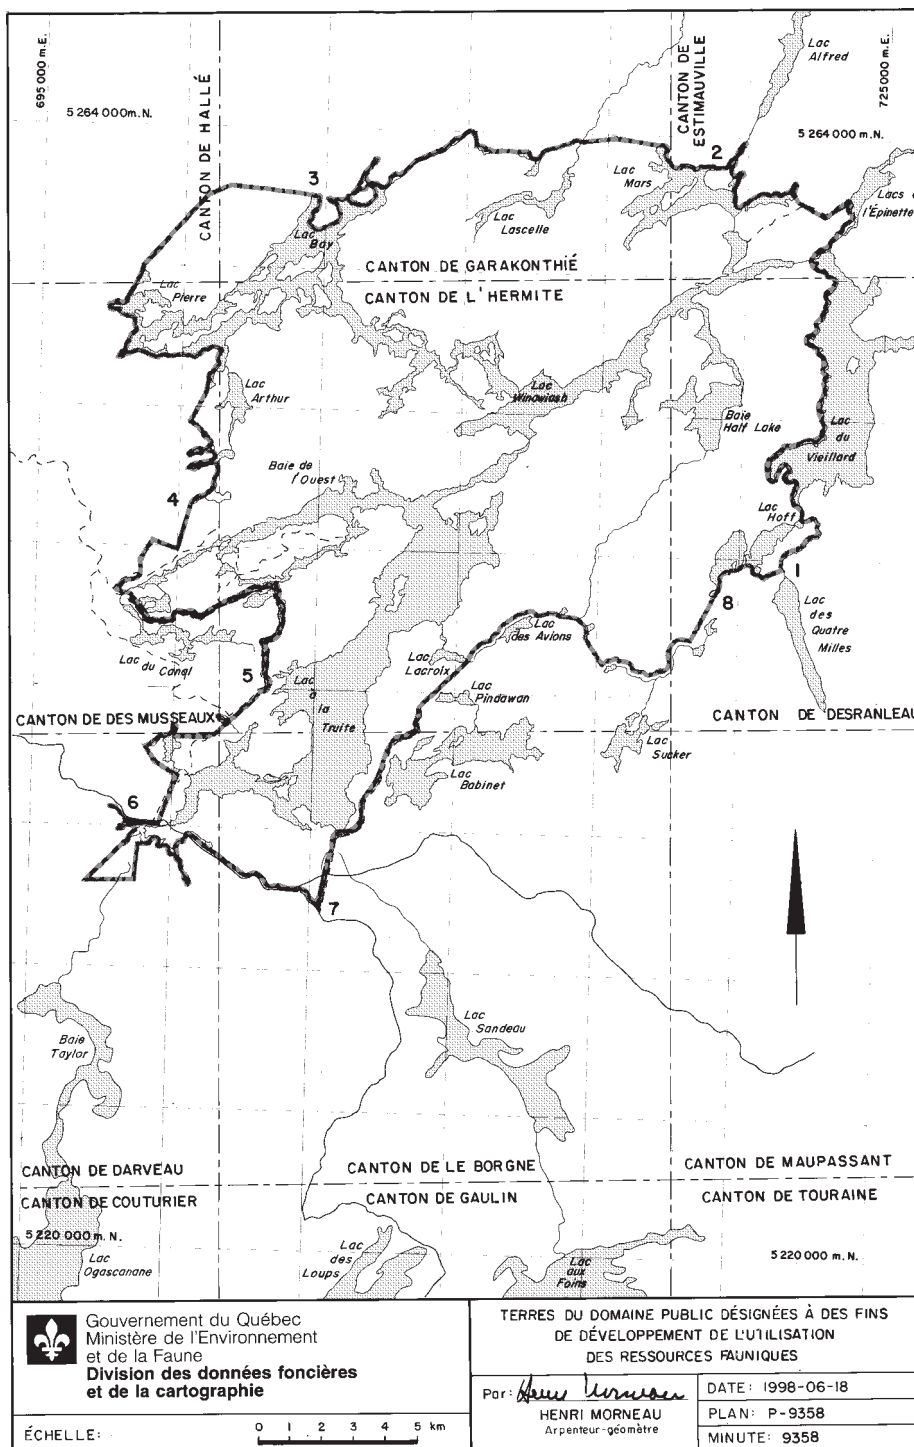 695 000 m.E.
5 264 000 m. N.
CANTON DE HALLÉ
CANTON DE
ESTIMAUVILLE
Lac
Alfred
725 000 m.E.
5 264 000 m. N.
2
3
Lac
Mars
Lacs
l'Épinette
Lac
Lascelle
Lac
Bay
CANTON DE GARAKONTHIÉ
CANTON DE L'HERMITE
Lac
Pierre
Lac
Arthur
Lac
Winawiash
Baie
Half Lake
Lac
du
Vieillard
Baie de
l'Ouest
4
Lac
Hoff
1
8
Lac
des
Quatre
Milles
Lac
des Avions
Lac
Lacroix
Lac du Canal
5
Lac
à
la
Truite
Lac
Pindawan
CANTON DE DES MUSSEAUX
CANTON DE DESRANLEAU
Lac
Sucker
Lac
Babinet
6
7
Lac
Sandeau
Baie
Taylor
CANTON DE DARVEAU
CANTON DE LE BORGNE
CANTON DE MAUPASSANT
CANTON DE COUTURIER
CANTON DE GAULIN
CANTON DE TOURAINE
5 220 000 m. N.
5 220 000 m. N.
Lac
Ogascanane
Lac
des
Loups
Lac
aux
Foins
Gouvernement du Québec
Ministère de l'Environnement
et de la Faune
Division des données foncières
et de la cartographie
ÉCHELLE:
0 1 2 3 4 5 km
TERRES DU DOMAINE PUBLIC DÉSIGNÉES À DES FINS
DE DÉVELOPPEMENT DE L'UTILISATION
DES RESSOURCES FAUNIQUES
Par: Henri Morneau
HENRI MORNEAU
Arpenteur-géomètre
DATE: 1998-06-18
PLAN: P-9358
MINUTE: 9358